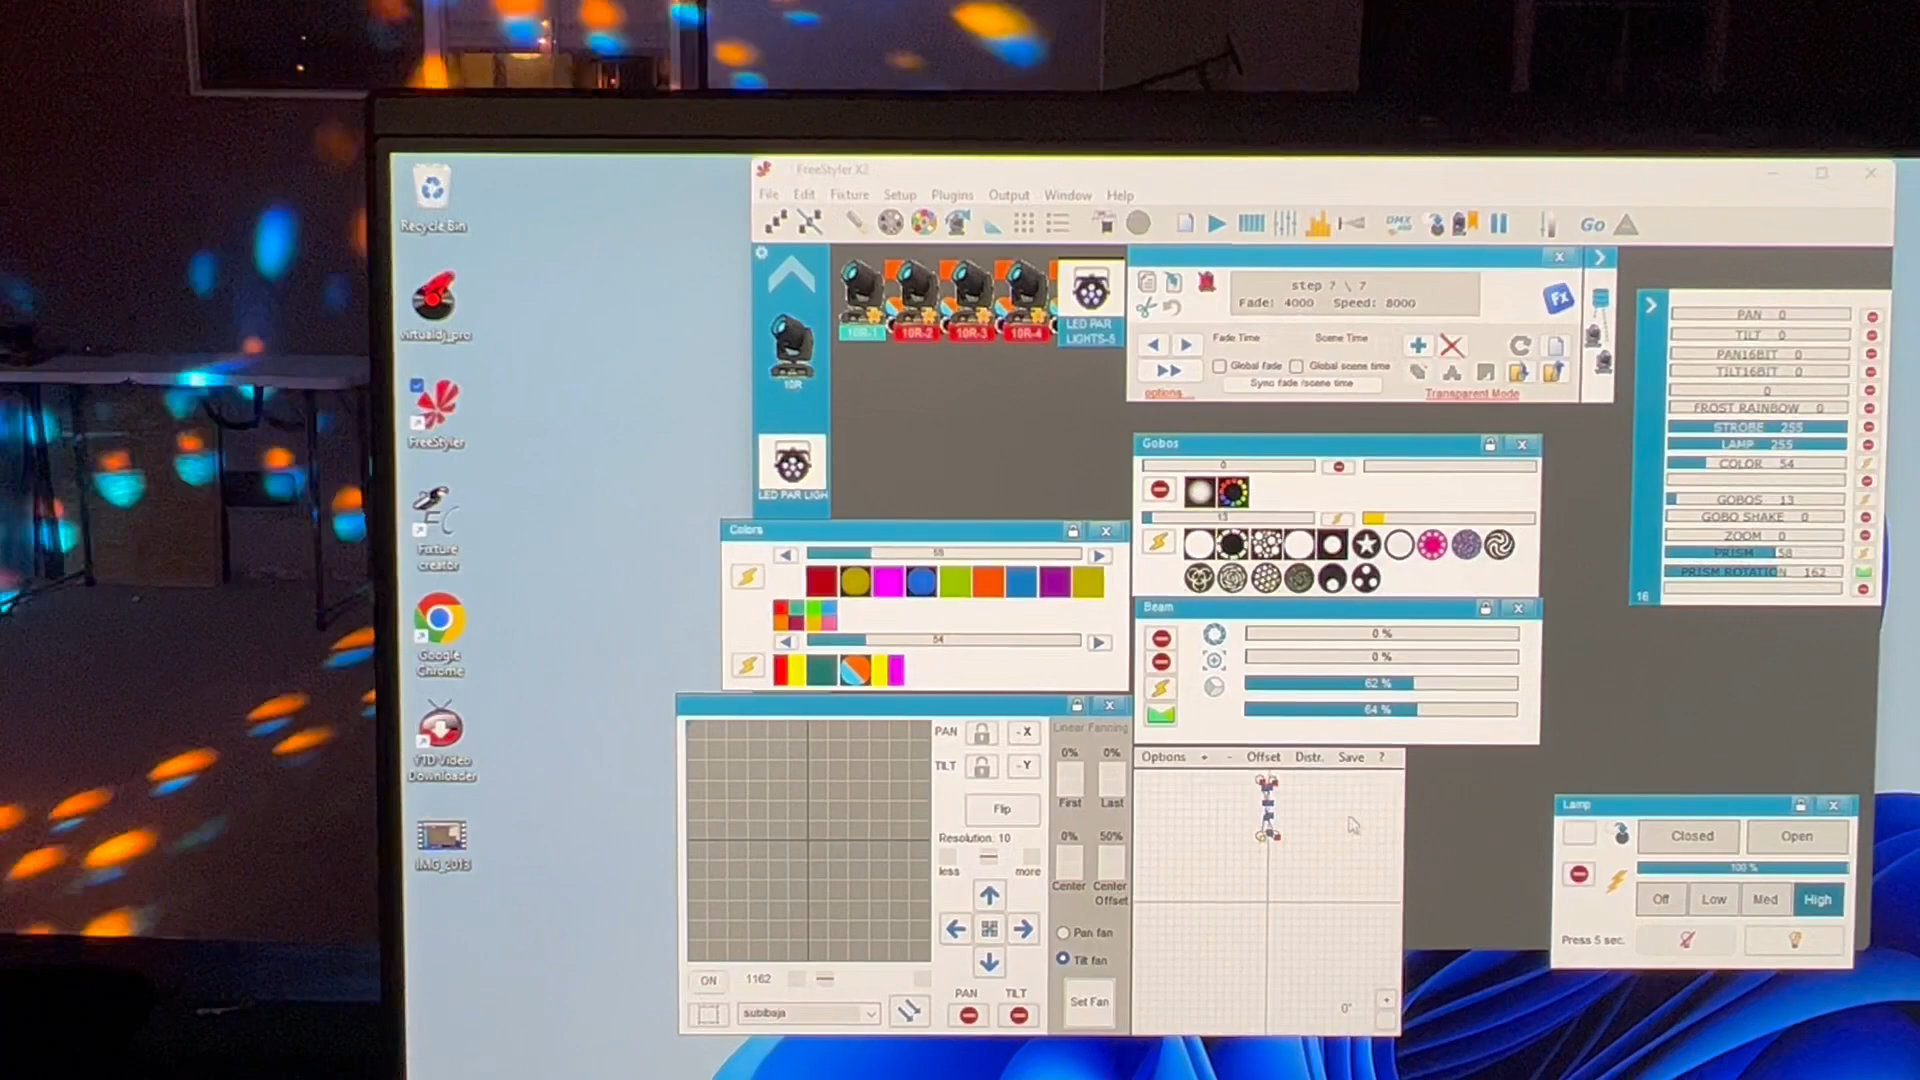 Recycle Bin
virtualdj_pro
FreeStyler
Fixture
creator
Google
Chrome
YTD Video
Downloader
IMG_2013
FreeStyler X2
File Edit Fixture Setup Plugins Output Window Help
DMX
Go
10R
LED PAR LIGH
10R-1
10R-2
10R-3
10R-4
LED PAR
LIGHTS-5
step 7 \ 7
Fade: 4000 Speed: 8000
Fx
Fade Time
Scene Time
Global fade
Global scene time
Sync fade /scene time
options
Transparent Mode
PAN 0
TILT 0
PAN16BIT 0
TILT16BIT 0
0
FROST RAINBOW 0
STROBE 255
LAMP 255
COLOR 54
GOBOS 13
GOBO SHAKE 0
ZOOM 0
PRISM 58
PRISM ROTATION 162
16
Gobos
0
13
Colors
54
Beam
0 %
0 %
62 %
64 %
PAN
-X
TILT
-Y
Flip
Resolution: 10
less
more
ON
1162
subibaja
PAN TILT
Linear Fanning
0% 0%
First Last
0% 50%
Center Center
Offset
Pan fan
Tilt fan
Set Fan
Options + - Offset Distr. Save ?
0°
+
Lamp
Closed
Open
100 %
Off
Low
Med
High
Press 5 sec.